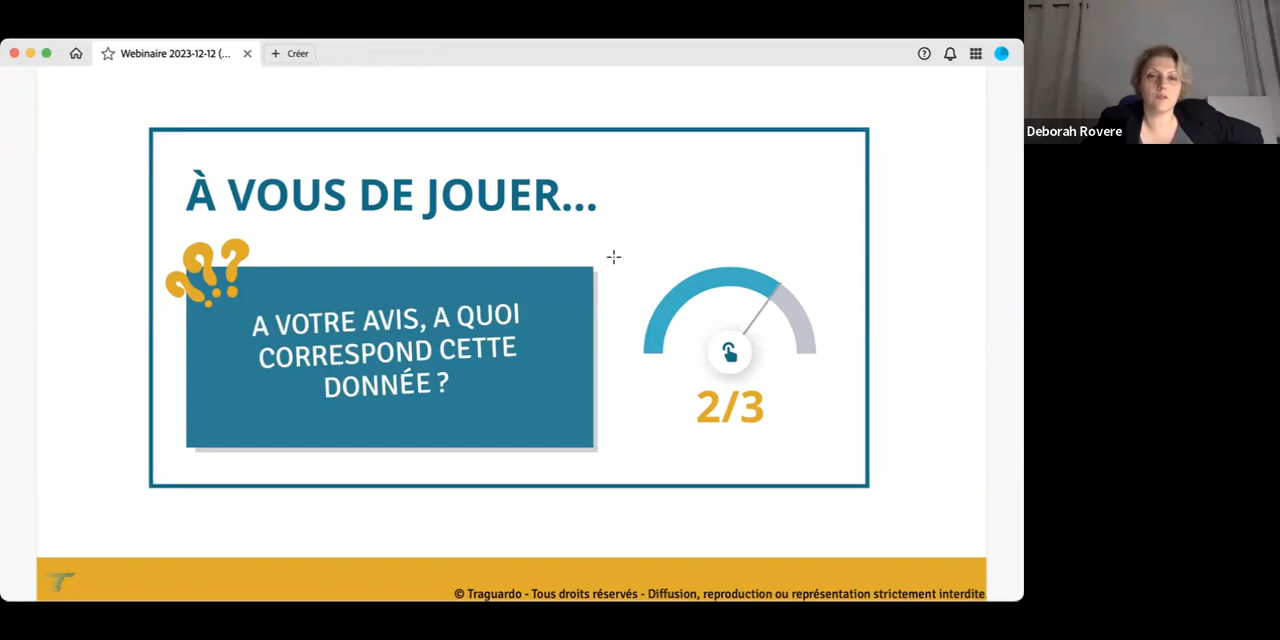 Webinaire 2023-12-12 (...
Créer
Deborah Rovere
À VOUS DE JOUER...
???
A VOTRE AVIS, A QUOI
CORRESPOND CETTE
DONNÉE ?
2/3
© Traguardo - Tous droits réservés - Diffusion, reproduction ou représentation strictement interdite